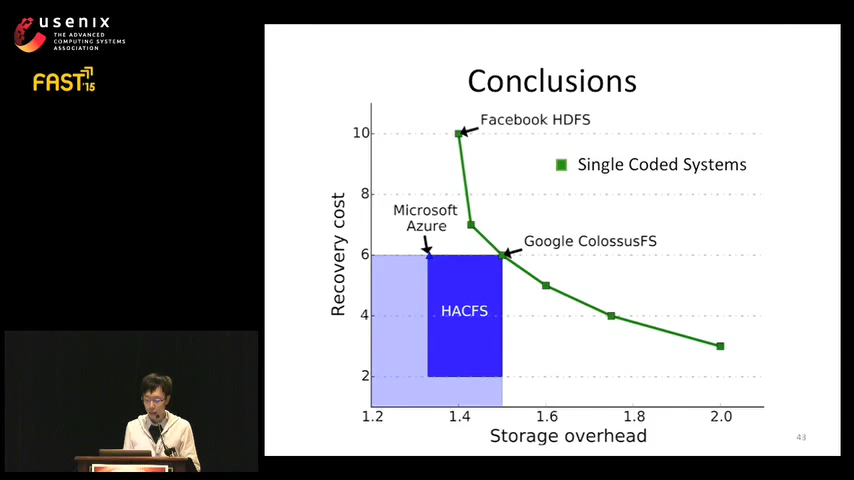 usenix
THE ADVANCED
COMPUTING SYSTEMS
ASSOCIATION
FAST '15
Conclusions
Facebook HDFS
Single Coded Systems
Microsoft
Azure
Google ColossusFS
HACFS
Recovery cost
10
8
6
4
2
1.2
1.4
1.6
1.8
2.0
Storage overhead
43